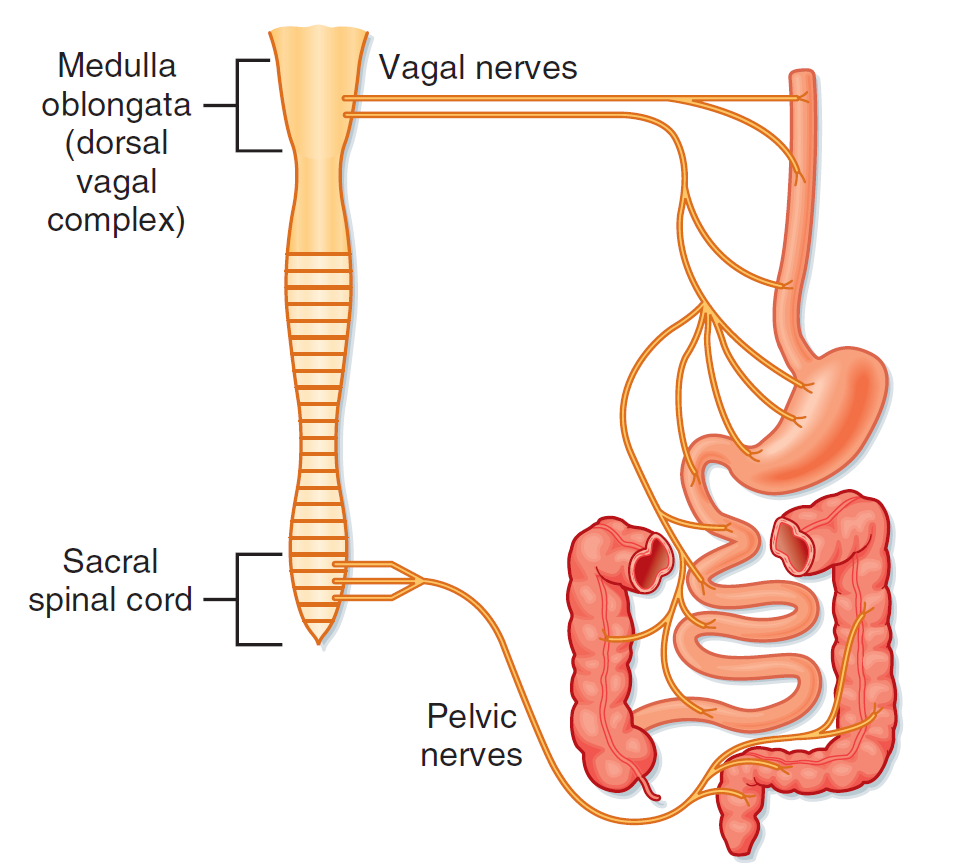 Medulla
oblongata
(dorsal
vagal
complex)
Vagal nerves
Sacral
spinal cord
Pelvic
nerves